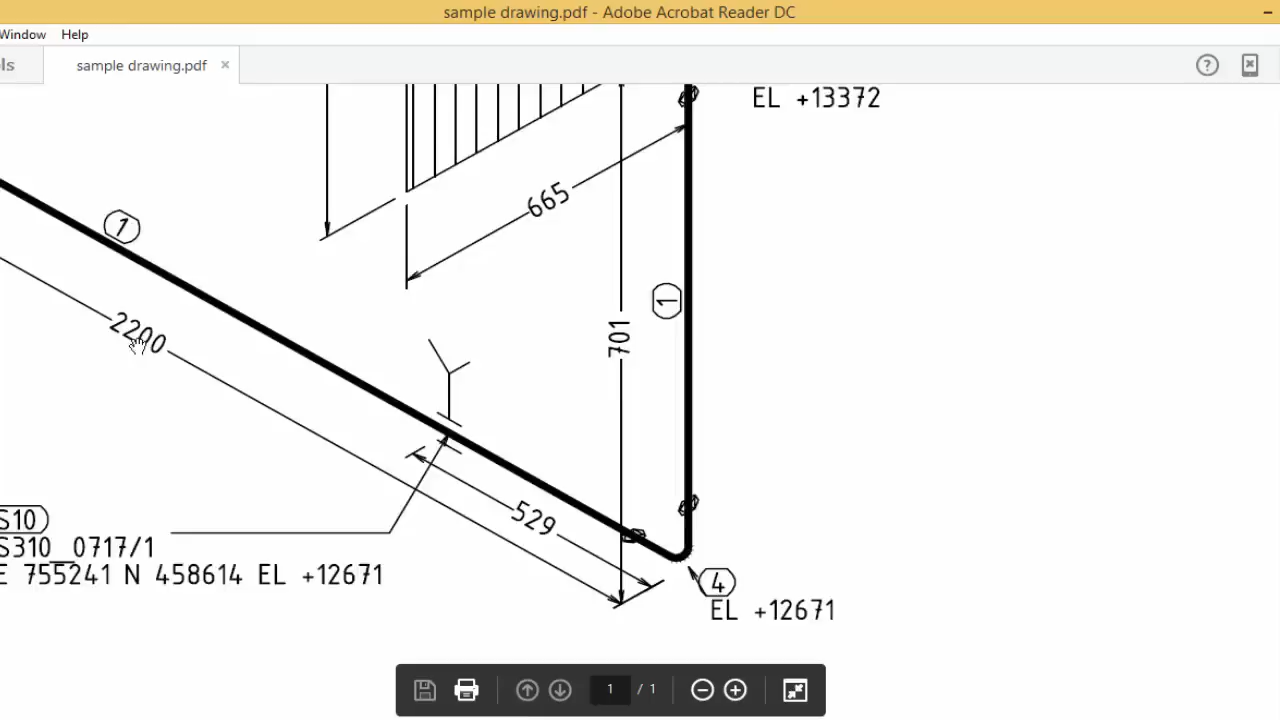 sample drawing.pdf - Adobe Acrobat Reader DC
Window Help
ls
sample drawing.pdf ×
EL +13372
665
1
1
2200
701
529
S10
S310_0717/1
E 755241 N 458614 EL +12671
4
EL +12671
1 / 1